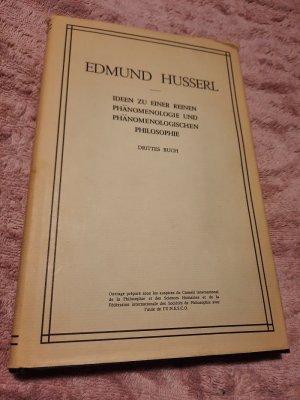 EDMUND HUSSERL
IDEEN ZU EINER REINEN
PHÄNOMENOLOGIE UND
PHÄNOMENOLOGISCHEN
PHILOSOPHIE
DRITTES BUCH
Ouvrage préparé sous les auspices du Conseil International
de la Philosophie et des Sciences Humaines et de la
Fédération internationale des Sociétés de Philosophie avec
l'aide de l'U.N.E.S.C.O.